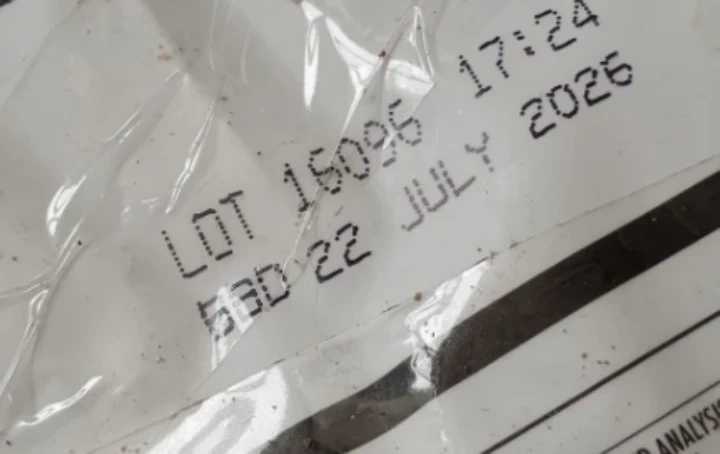 LOT 16096 17:24
BBD 22 JULY 2026
ANALYSIS